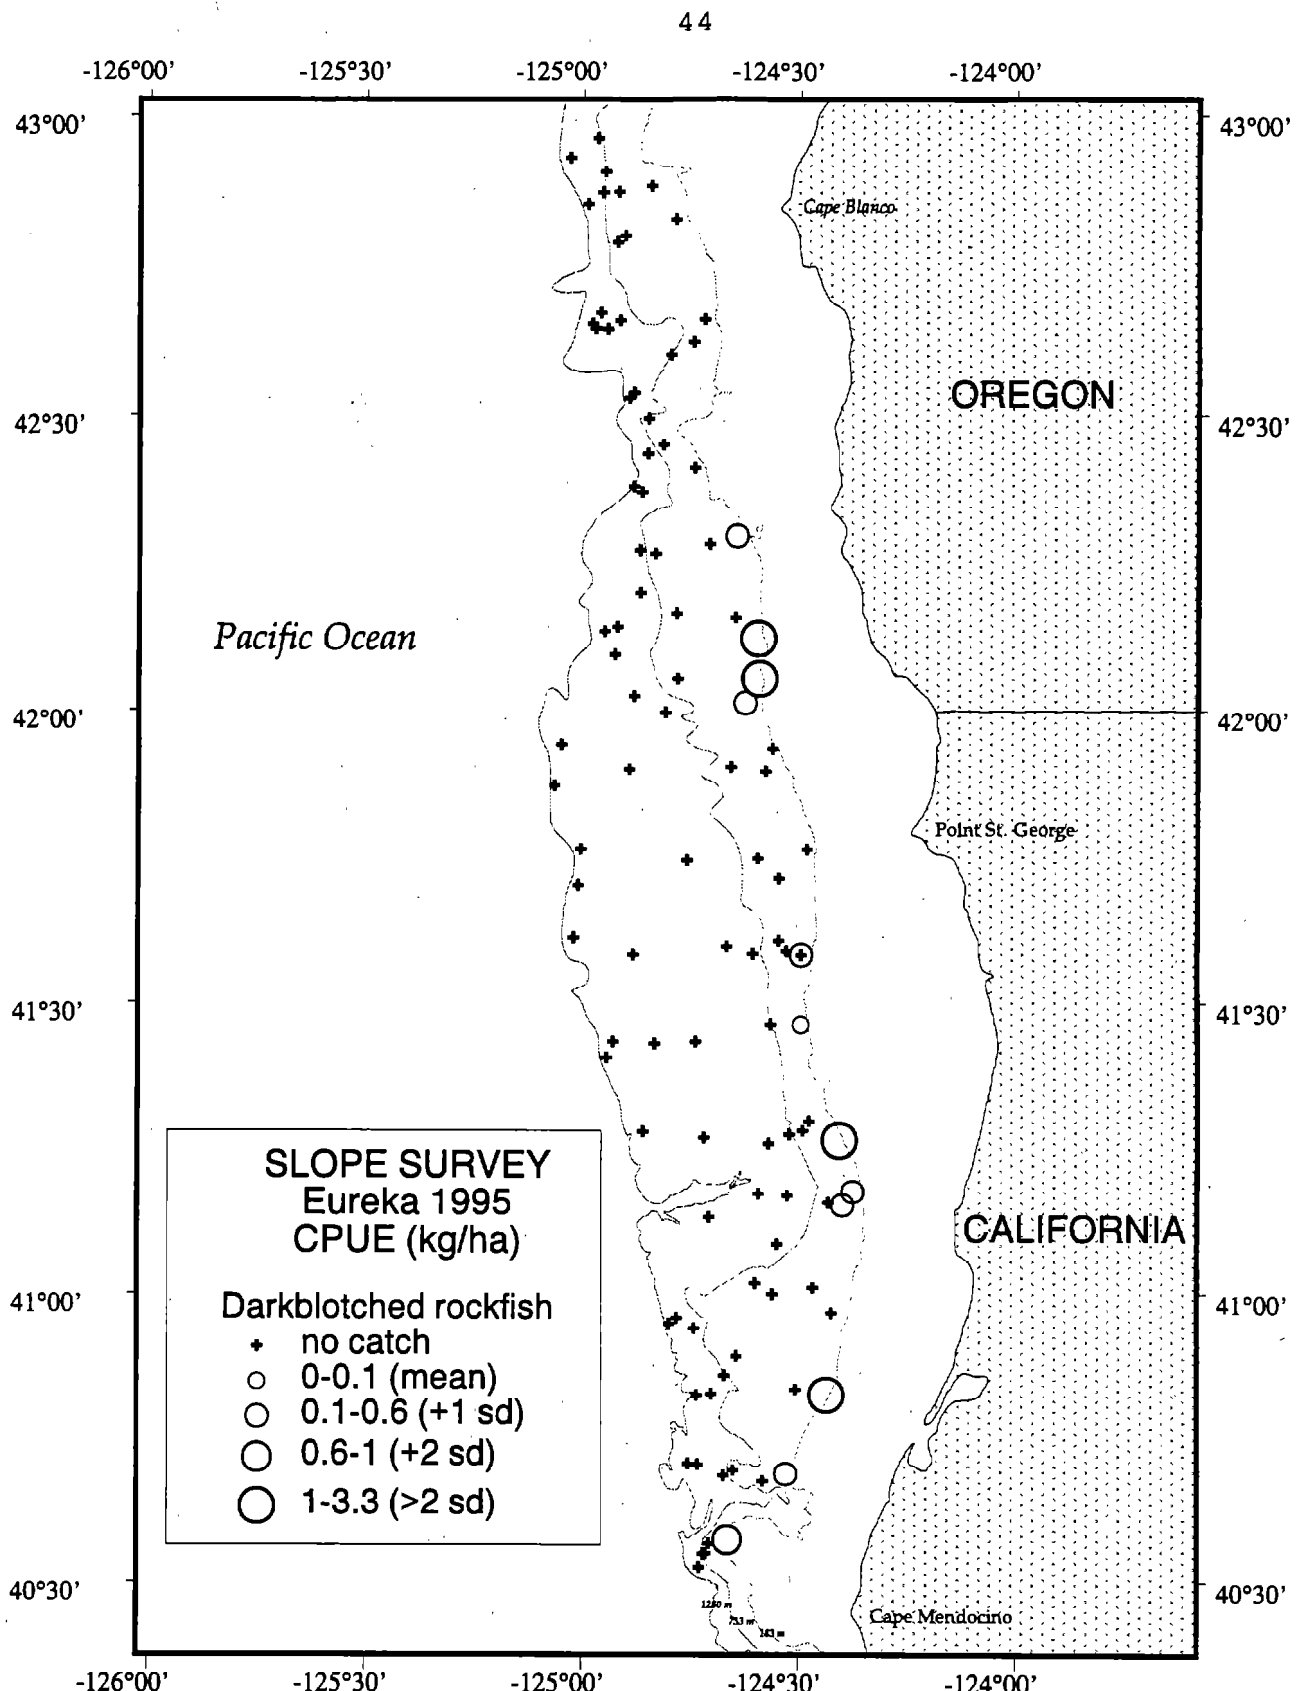 44
-126°00' -125°30' -125°00' -124°30' -124°00'
43°00' 43°00'
Cape Blanco
OREGON
42°30' 42°30'
Pacific Ocean
42°00' 42°00'
Point St. George
41°30' 41°30'
SLOPE SURVEY
Eureka 1995
CPUE (kg/ha)
CALIFORNIA
Darkblotched rockfish
no catch
0-0.1 (mean)
0.1-0.6 (+1 sd)
0.6-1 (+2 sd)
1-3.3 (>2 sd)
41°00' 41°00'
40°30' 40°30'
1280 m
183 m
Cape Mendocino
-126°00' -125°30' -125°00' -124°30' -124°00'